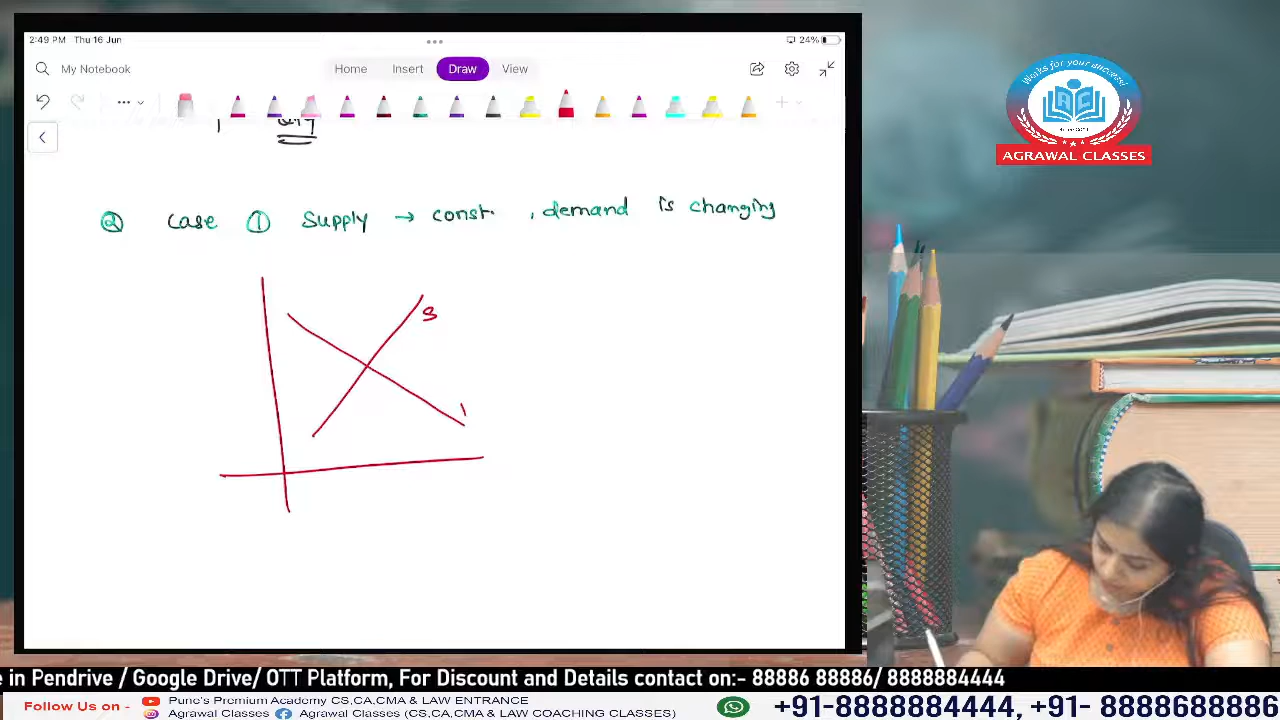 2:49 PM Thu 16 Jun
24%
My Notebook
Home Insert Draw View
Works for your success!
AC
AGRAWAL CLASSES
② Case ① Supply → const. , demand is changing
S
in Pendrive / Google Drive/ OTT Platform, For Discount and Details contact on:- 88886 88886/ 8888884444
Follow Us on - Pune's Premium Academy CS,CA,CMA & LAW ENTRANCE
Agrawal Classes Agrawal Classes (CS,CA,CMA & LAW COACHING CLASSES)
+91-8888884444, +91- 8888688886